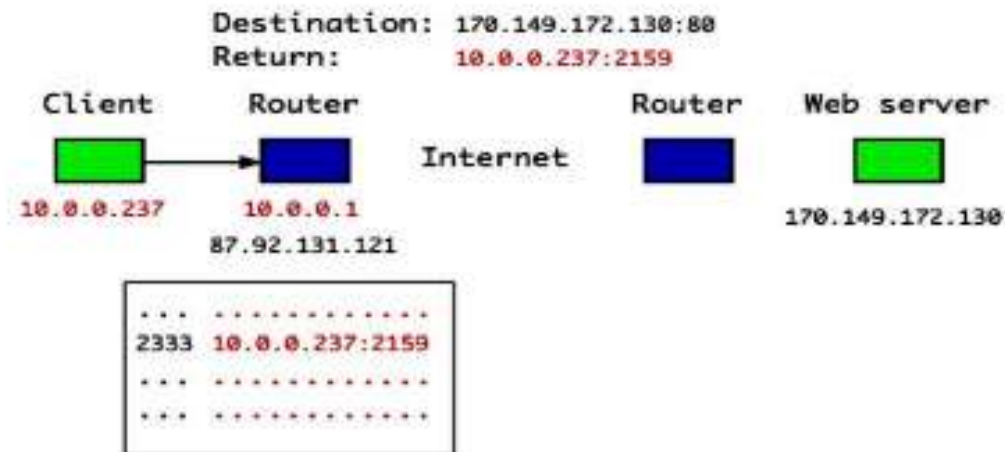 Destination: 170.149.172.130:80
Return: 10.0.0.237:2159
Client Router Router Web server
Internet
10.0.0.237 10.0.0.1 170.149.172.130
87.92.131.121
... ............
2333 10.0.0.237:2159
... ............
... ............